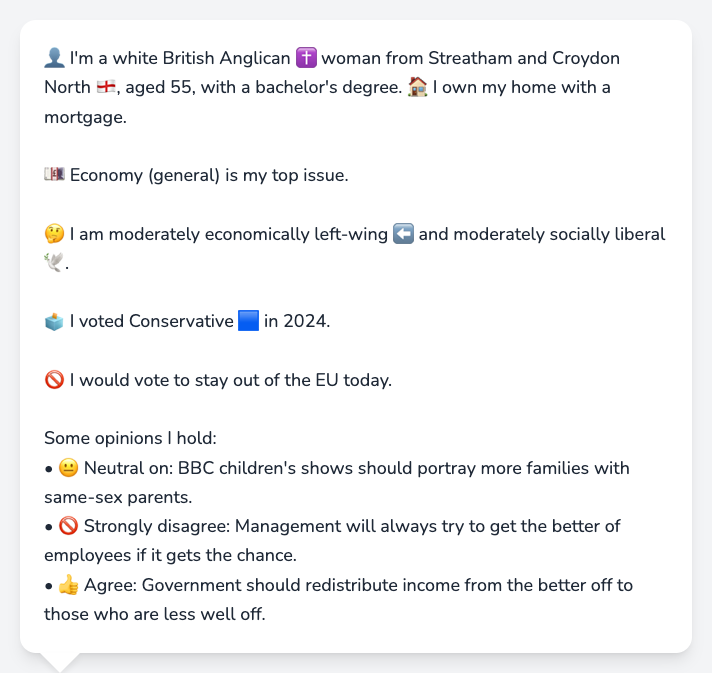 👤 I'm a white British Anglican ✝️ woman from Streatham and Croydon
North 🏴󠁧󠁢󠁥󠁮󠁧󠁿, aged 55, with a bachelor's degree. 🏠 I own my home with a
mortgage.
💷 Economy (general) is my top issue.
🤔 I am moderately economically left-wing ⬅️ and moderately socially liberal
🕊️.
🗳️ I voted Conservative 🟦 in 2024.
🚫 I would vote to stay out of the EU today.
Some opinions I hold:
• 😐 Neutral on: BBC children's shows should portray more families with
same-sex parents.
• 🚫 Strongly disagree: Management will always try to get the better of
employees if it gets the chance.
• 👍 Agree: Government should redistribute income from the better off to
those who are less well off.